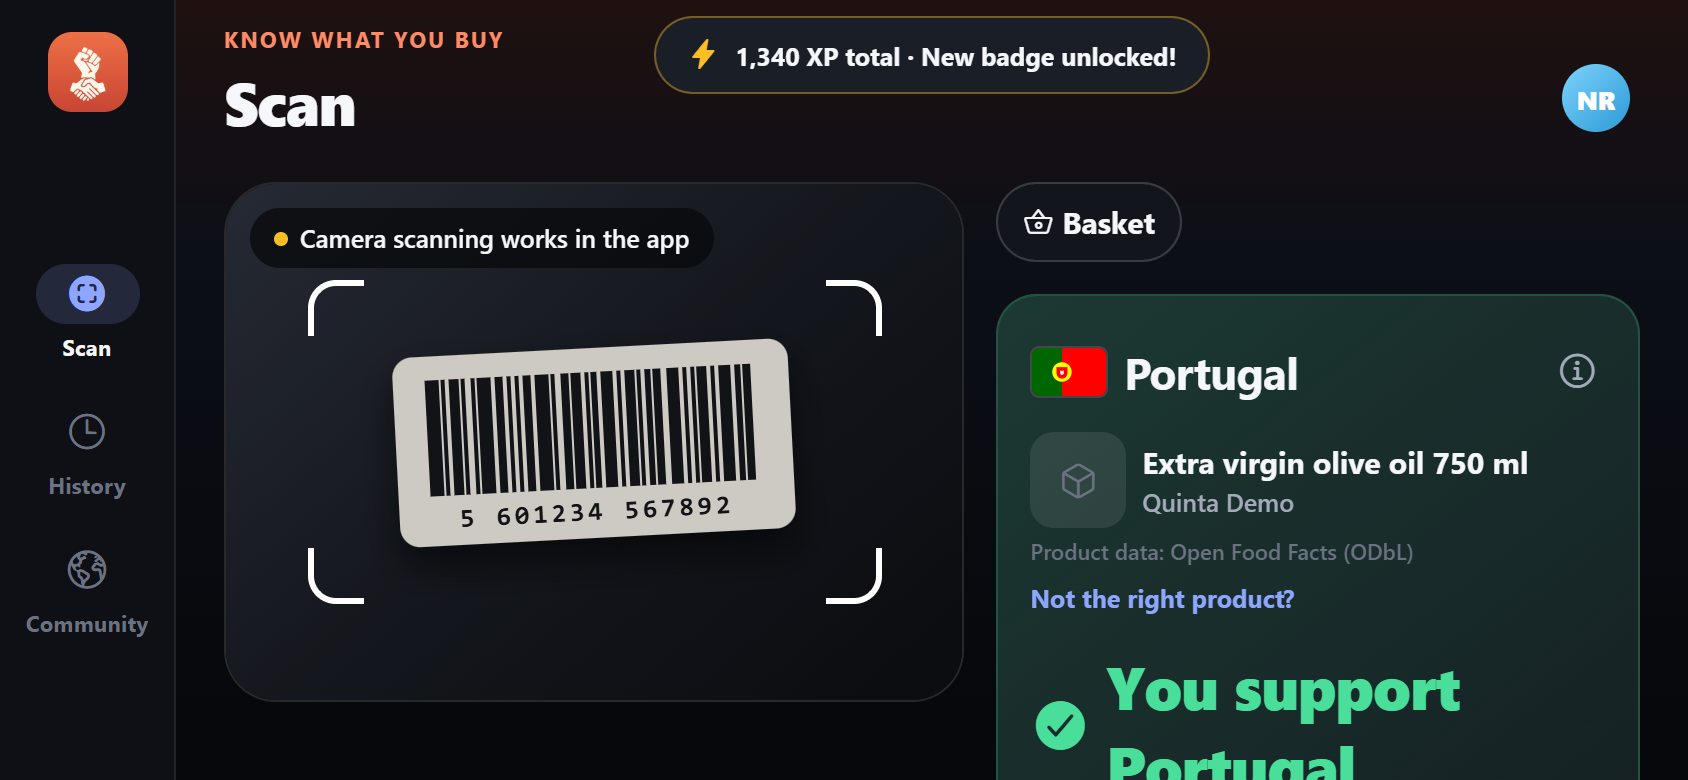 KNOW WHAT YOU BUY
Scan
1,340 XP total · New badge unlocked!
NR
Scan
History
Community
Camera scanning works in the app
5 601234 567892
Basket
Portugal
Extra virgin olive oil 750 ml
Quinta Demo
Product data: Open Food Facts (ODbL)
Not the right product?
You support
Portugal